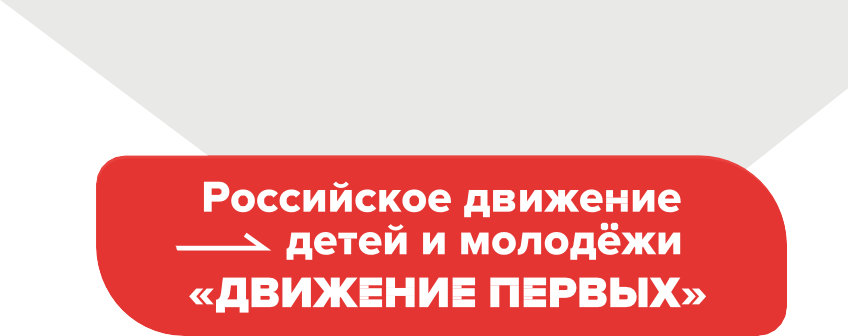 Российское движение
детей и молодёжи
«ДВИЖЕНИЕ ПЕРВЫХ»